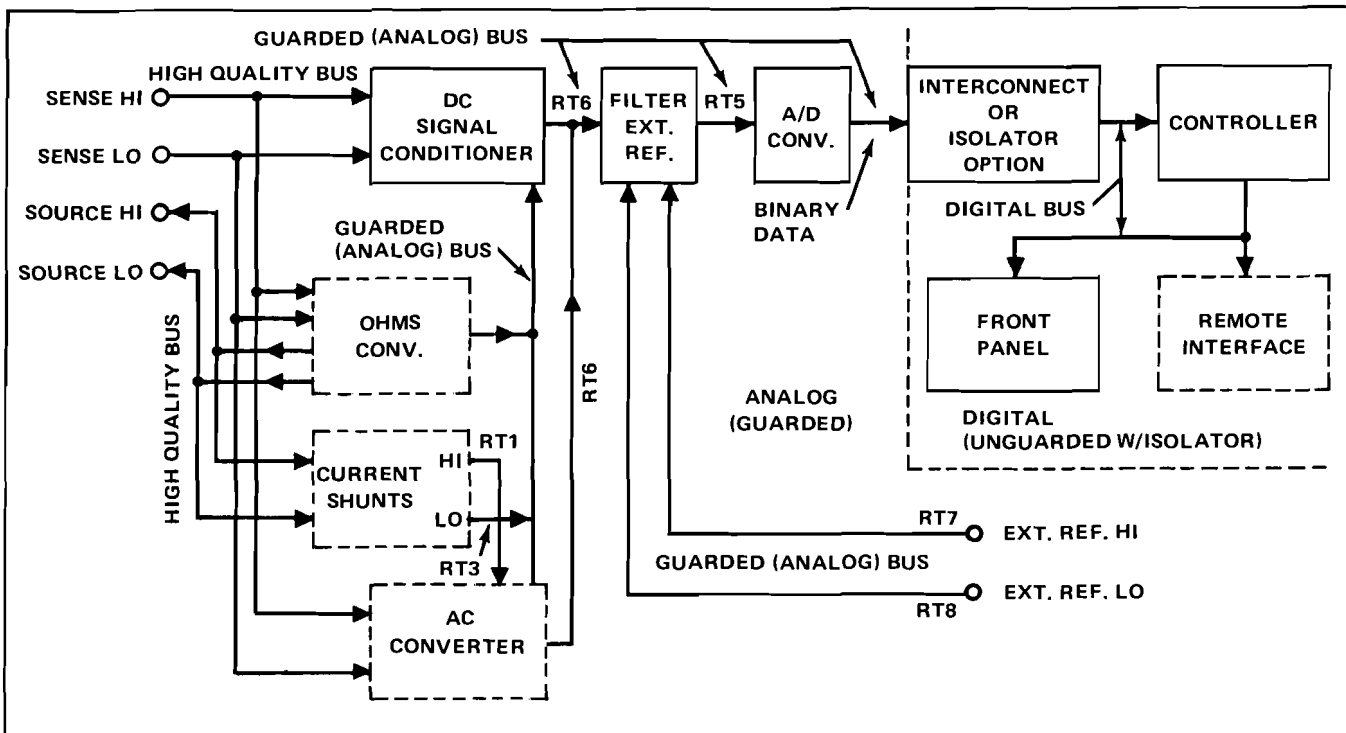 GUARDED (ANALOG) BUS
HIGH QUALITY BUS
SENSE HI
SENSE LO
SOURCE HI
SOURCE LO
DC
SIGNAL
CONDITIONER
RT6
FILTER
EXT.
REF.
RT5
A/D
CONV.
BINARY
DATA
INTERCONNECT
OR
ISOLATOR
OPTION
CONTROLLER
DIGITAL BUS
GUARDED
(ANALOG) BUS
OHMS
CONV.
HIGH QUALITY BUS
RT6
FRONT
PANEL
REMOTE
INTERFACE
ANALOG
(GUARDED)
DIGITAL
(UNGUARDED W/ISOLATOR)
RT1
HI
CURRENT
SHUNTS
LO
RT3
AC
CONVERTER
RT7
EXT. REF. HI
GUARDED (ANALOG) BUS
RT8
EXT. REF. LO